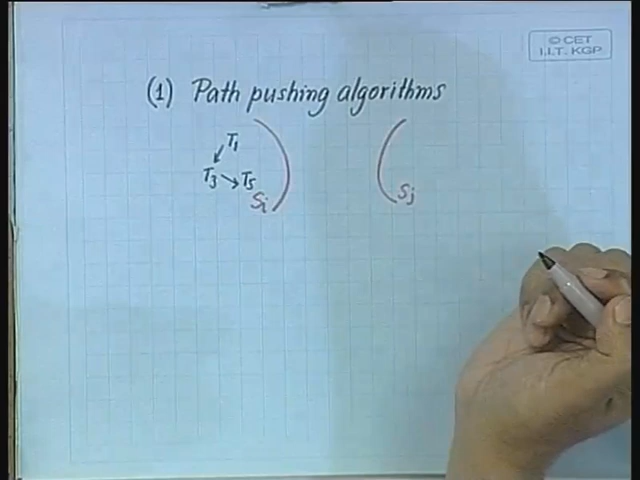 © CET
I.I.T. KGP
(1) Path pushing algorithms
T1
T3 → T5
Si
Sj